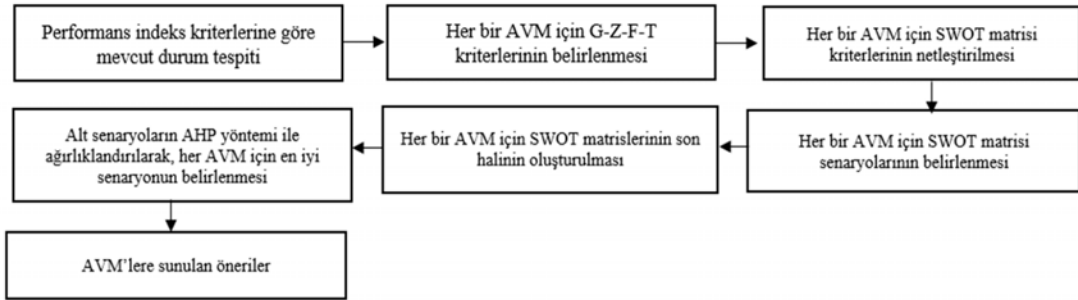 Performans indeks kriterlerine göre
mevcut durum tespiti
Her bir AVM için G-Z-F-T
kriterlerinin belirlenmesi
Her bir AVM için SWOT matrisi
kriterlerinin netleştirilmesi
Her bir AVM için SWOT matrisi
senaryolarının belirlenmesi
Her bir AVM için SWOT matrislerinin son
halinin oluşturulması
Alt senaryoların AHP yöntemi ile
ağırlıklandırılarak, her AVM için en iyi
senaryonun belirlenmesi
AVM'lere sunulan öneriler